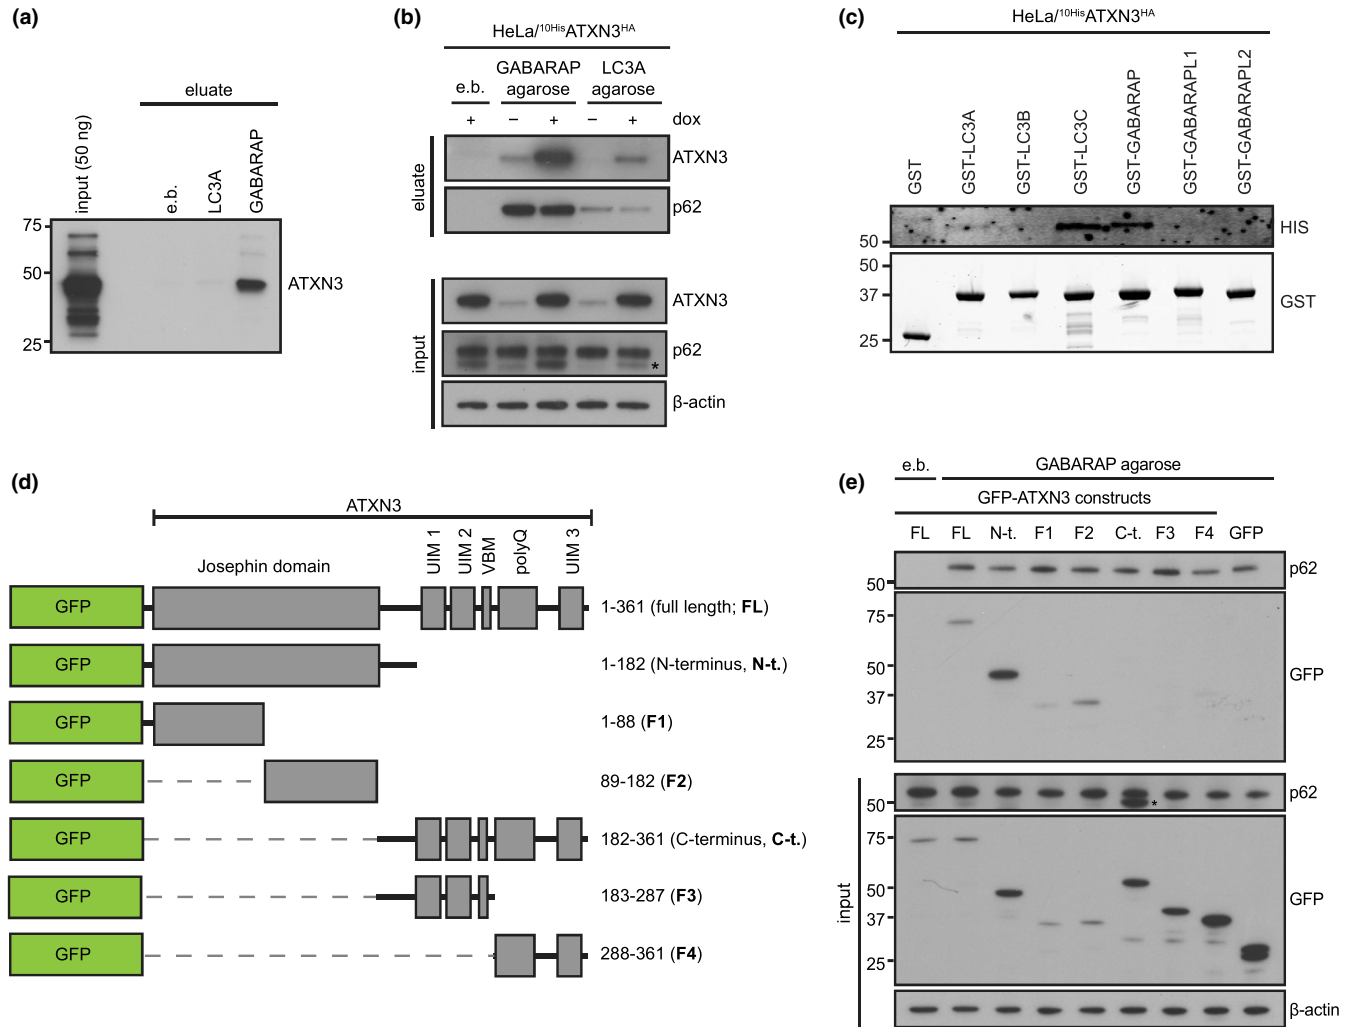 (a)
eluate
input (50 ng)
e.b.
LC3A
GABARAP
75
50
25
ATXN3
(b)
HeLa/10HisATXN3HA
e.b.
GABARAP agarose
LC3A agarose
+ − + − + dox
eluate
ATXN3
p62
input
ATXN3
p62
*
β-actin
(c)
HeLa/10HisATXN3HA
GST
GST-LC3A
GST-LC3B
GST-LC3C
GST-GABARAP
GST-GABARAPL1
GST-GABARAPL2
50
HIS
50
37
25
GST
(d)
ATXN3
Josephin domain
UIM 1
UIM 2
VBM
polyQ
UIM 3
GFP
1-361 (full length; FL)
GFP
1-182 (N-terminus, N-t.)
GFP
1-88 (F1)
GFP
89-182 (F2)
GFP
182-361 (C-terminus, C-t.)
GFP
183-287 (F3)
GFP
288-361 (F4)
(e)
e.b.
GABARAP agarose
GFP-ATXN3 constructs
FL FL N-t. F1 F2 C-t. F3 F4 GFP
50
p62
75
50
37
25
GFP
input
50
*
p62
75
50
37
25
GFP
β-actin